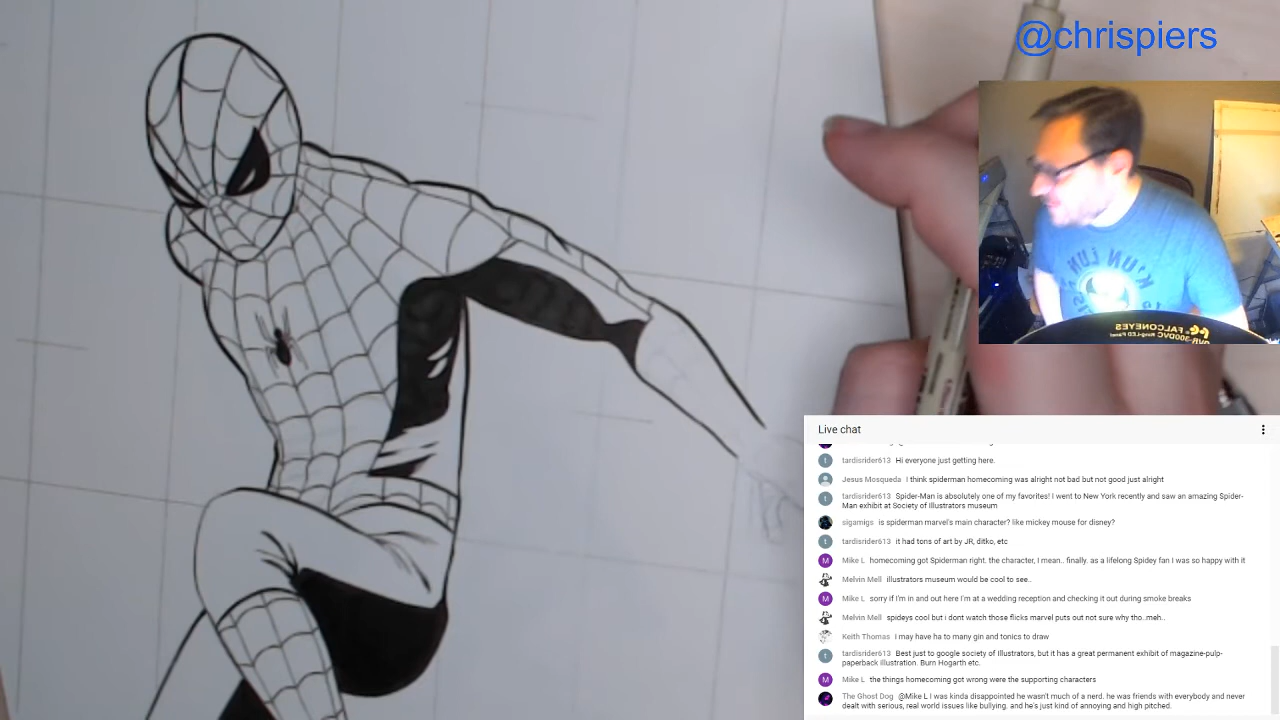 @chrispiers
K'UN LUN
FALCONEYES
Ring-LED Panel
Live chat
tardisrider613 Hi everyone just getting here.
Jesus Mosqueda I think spiderman homecoming was alright not bad but not good just alright
tardisrider613 Spider-Man is absolutely one of my favorites! I went to New York recently and saw an amazing Spider-
Man exhibit at Society of Illustrators museum
sigamigs is spiderman marvel's main character? like mickey mouse for disney?
tardisrider613 it had tons of art by JR, ditko, etc
Mike L homecoming got Spiderman right. the character, I mean.. finally. as a lifelong Spidey fan I was so happy with it
Melvin Mell illustrators museum would be cool to see..
Mike L sorry if I'm in and out here I'm at a wedding reception and checking it out during smoke breaks
Melvin Mell spideys cool but i dont watch those flicks marvel puts out not sure why tho..meh..
Keith Thomas I may have ha to many gin and tonics to draw
tardisrider613 Best just to google society of Illustrators, but it has a great permanent exhibit of magazine-pulp-
paperback illustration. Burn Hogarth etc.
Mike L the things homecoming got wrong were the supporting characters
The Ghost Dog @Mike L I was kinda disappointed he wasn't much of a nerd. he was friends with everybody and never
dealt with serious, real world issues like bullying. and he's just kind of annoying and high pitched.